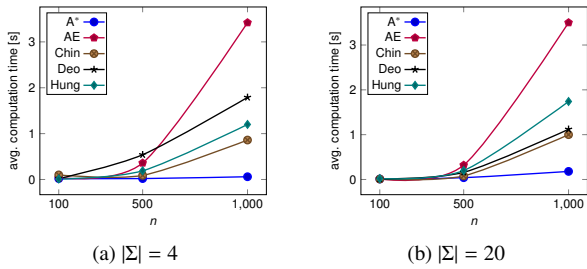 A*
AE
Chin
Deo
Hung
3
2
1
0
avg. computation time [s]
100
500
1,000
n
(a) |Σ| = 4
A*
AE
Chin
Deo
Hung
3
2
1
0
avg. computation time [s]
100
500
1,000
n
(b) |Σ| = 20